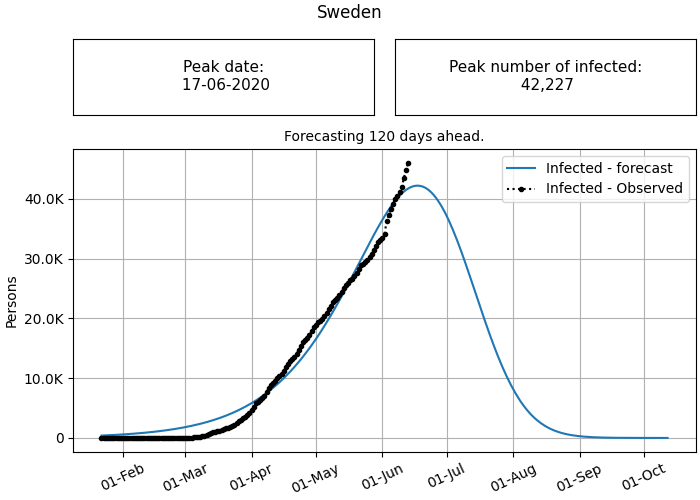 Sweden
Peak date:
17-06-2020
Peak number of infected:
42,227
Forecasting 120 days ahead.
Infected - forecast
Infected - Observed
Persons
40.0K
30.0K
20.0K
10.0K
0
01-Feb
01-Mar
01-Apr
01-May
01-Jun
01-Jul
01-Aug
01-Sep
01-Oct